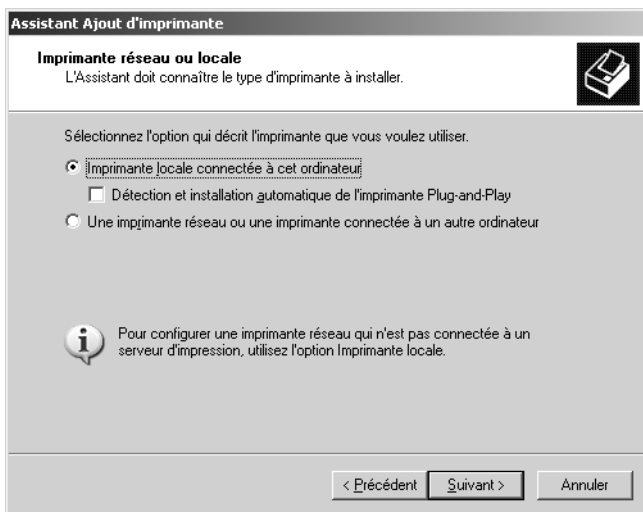 Assistant Ajout d'imprimante
Imprimante réseau ou locale
L'Assistant doit connaître le type d'imprimante à installer.
Sélectionnez l'option qui décrit l'imprimante que vous voulez utiliser.
Imprimante locale connectée à cet ordinateur
Détection et installation automatique de l'imprimante Plug-and-Play
Une imprimante réseau ou une imprimante connectée à un autre ordinateur
Pour configurer une imprimante réseau qui n'est pas connectée à un
serveur d'impression, utilisez l'option Imprimante locale.
< Précédent Suivant > Annuler